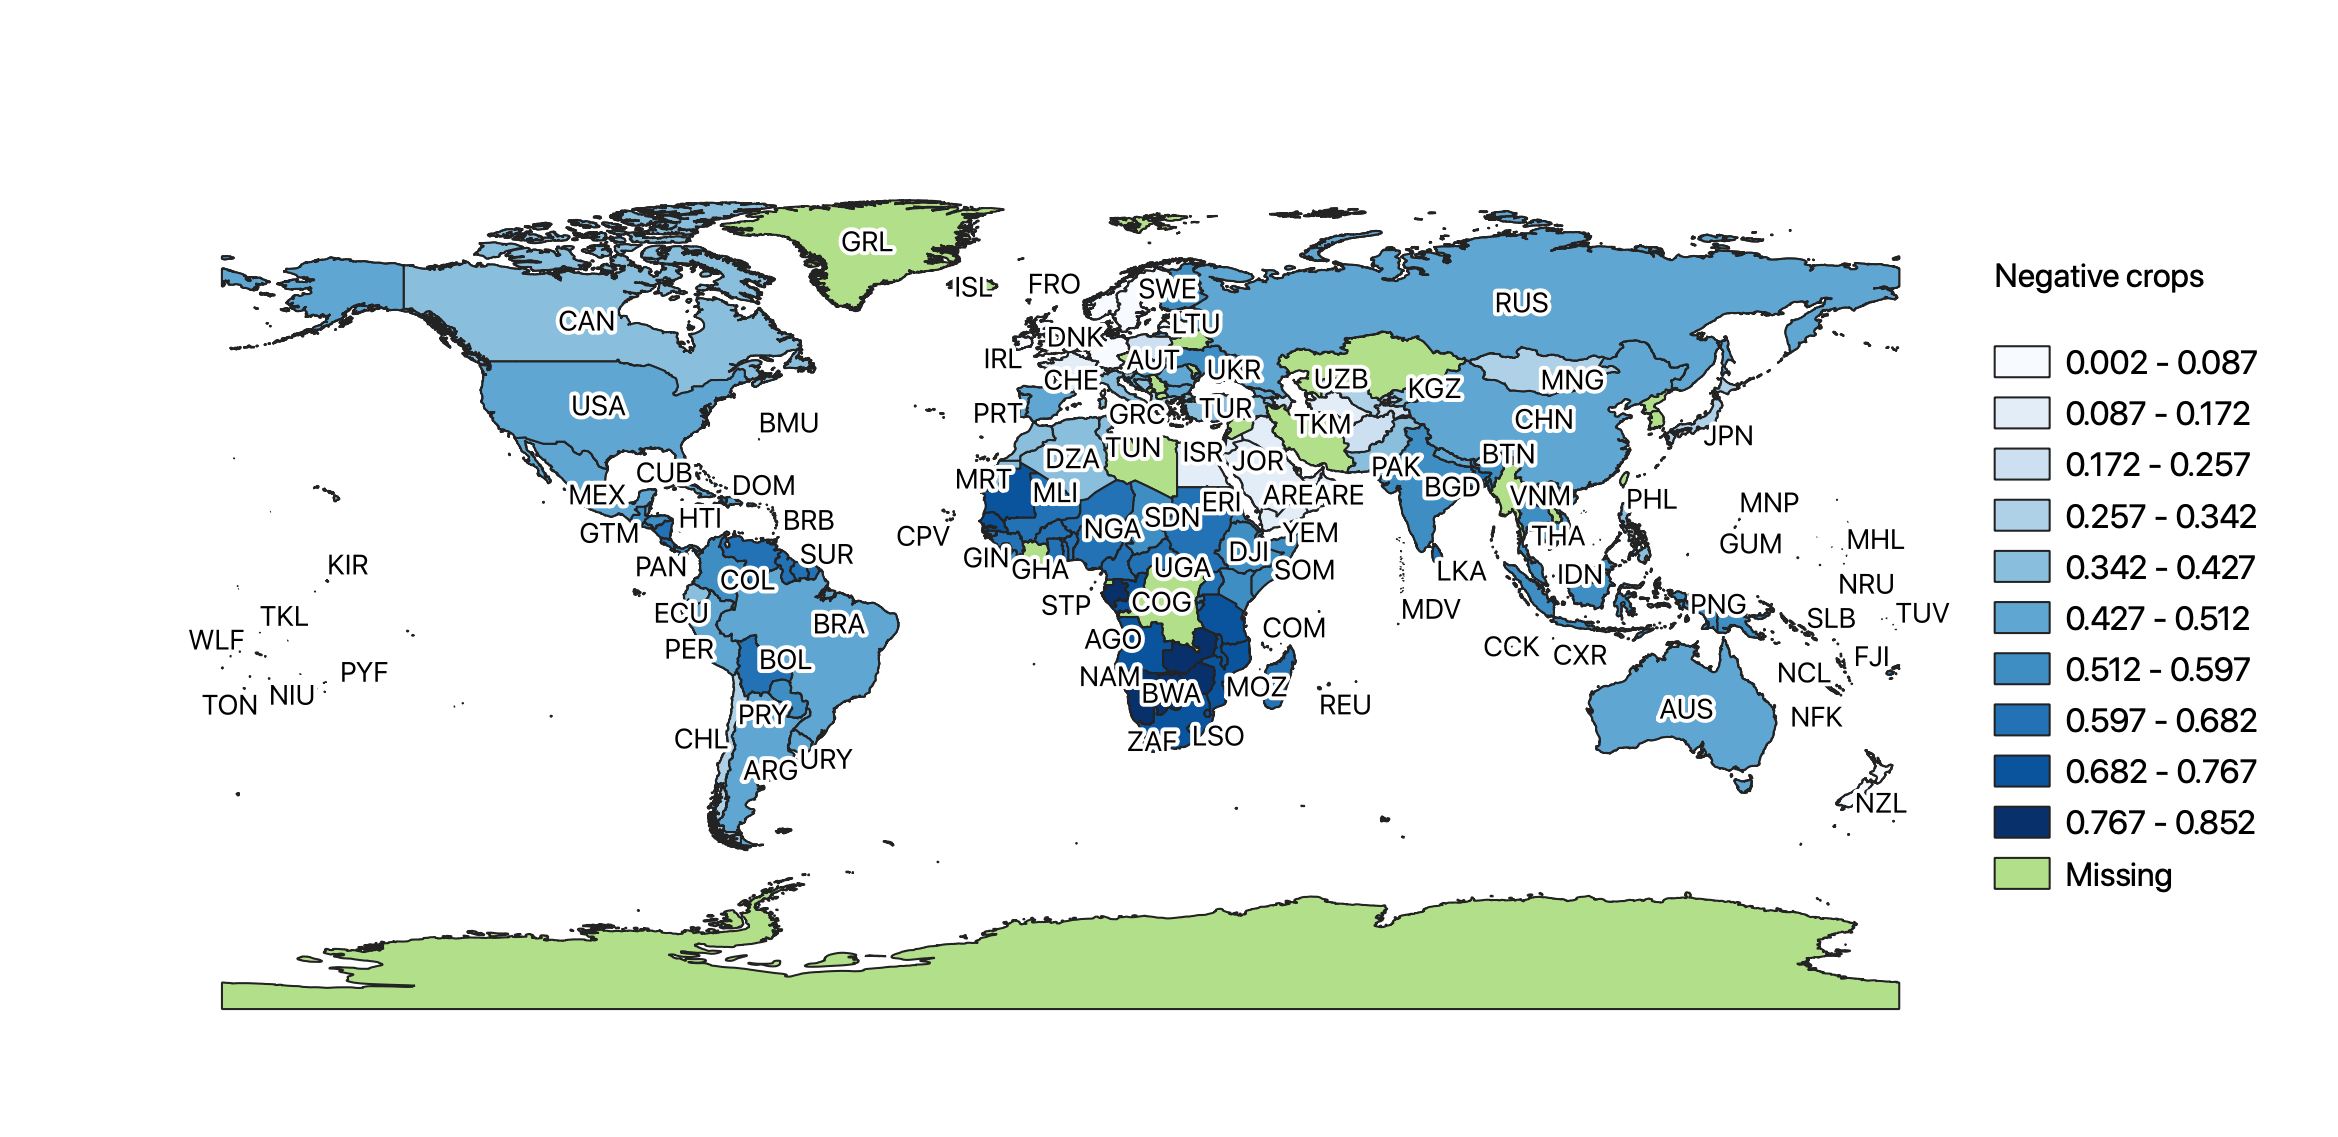 GRL
ISL
FRO
SWE
RUS
CAN
DNK
LTU
IRL
AUT
UKR
CHE
UZB
KGZ
MNG
USA
BMU
PRT
GRC
TUR
TKM
CHN
JPN
TUN
ISR
JOR
DZA
PAK
BTN
CUB
DOM
MRT
MLI
ERI
ARE
ARE
BGD
VNM
PHL
MNP
MEX
HTI
BRB
GTM
CPV
NGA
SDN
YEM
THA
GUM
MHL
KIR
PAN
SUR
COL
GIN
GHA
UGA
DJI
SOM
LKA
IDN
NRU
TKL
ECU
STP
COG
MDV
PNG
SLB
TUV
WLF
PER
BRA
AGO
COM
CCK
CXR
FJI
PYF
BOL
NAM
BWA
MOZ
REU
NCL
TON
NIU
PRY
AUS
NFK
CHL
ARG
URY
ZAF
LSO
NZL
Negative crops
0.002 - 0.087
0.087 - 0.172
0.172 - 0.257
0.257 - 0.342
0.342 - 0.427
0.427 - 0.512
0.512 - 0.597
0.597 - 0.682
0.682 - 0.767
0.767 - 0.852
Missing